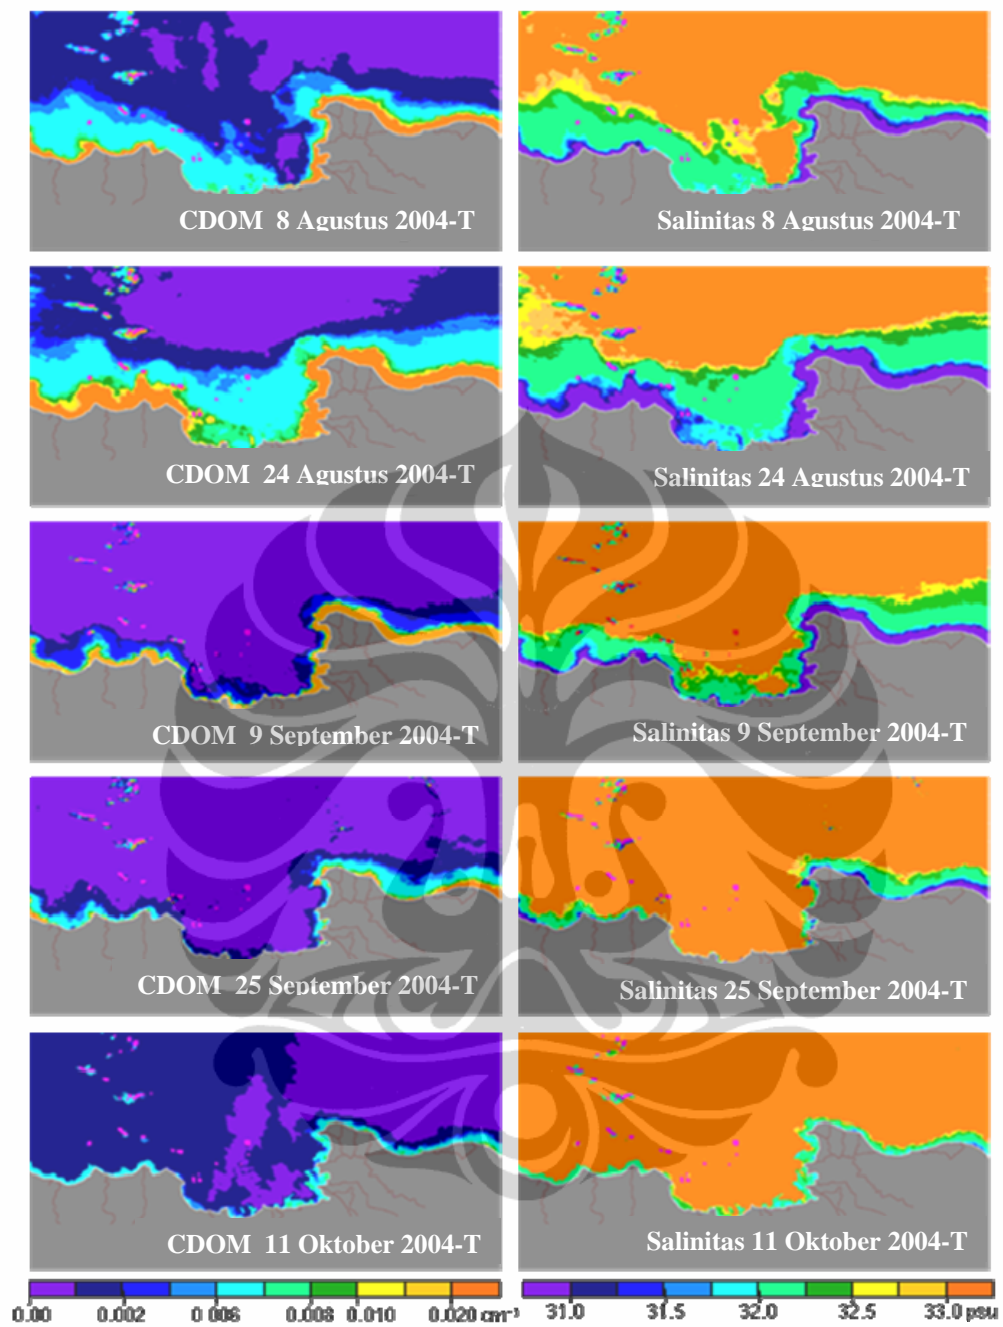 CDOM 8 Agustus 2004-T
Salinitas 8 Agustus 2004-T
CDOM 24 Agustus 2004-T
Salinitas 24 Agustus 2004-T
CDOM 9 September 2004-T
Salinitas 9 September 2004-T
CDOM 25 September 2004-T
Salinitas 25 September 2004-T
CDOM 11 Oktober 2004-T
Salinitas 11 Oktober 2004-T
0.00 0.002 0.006 0.008 0.010 0.020 cm⁻¹
31.0 31.5 32.0 32.5 33.0 psu